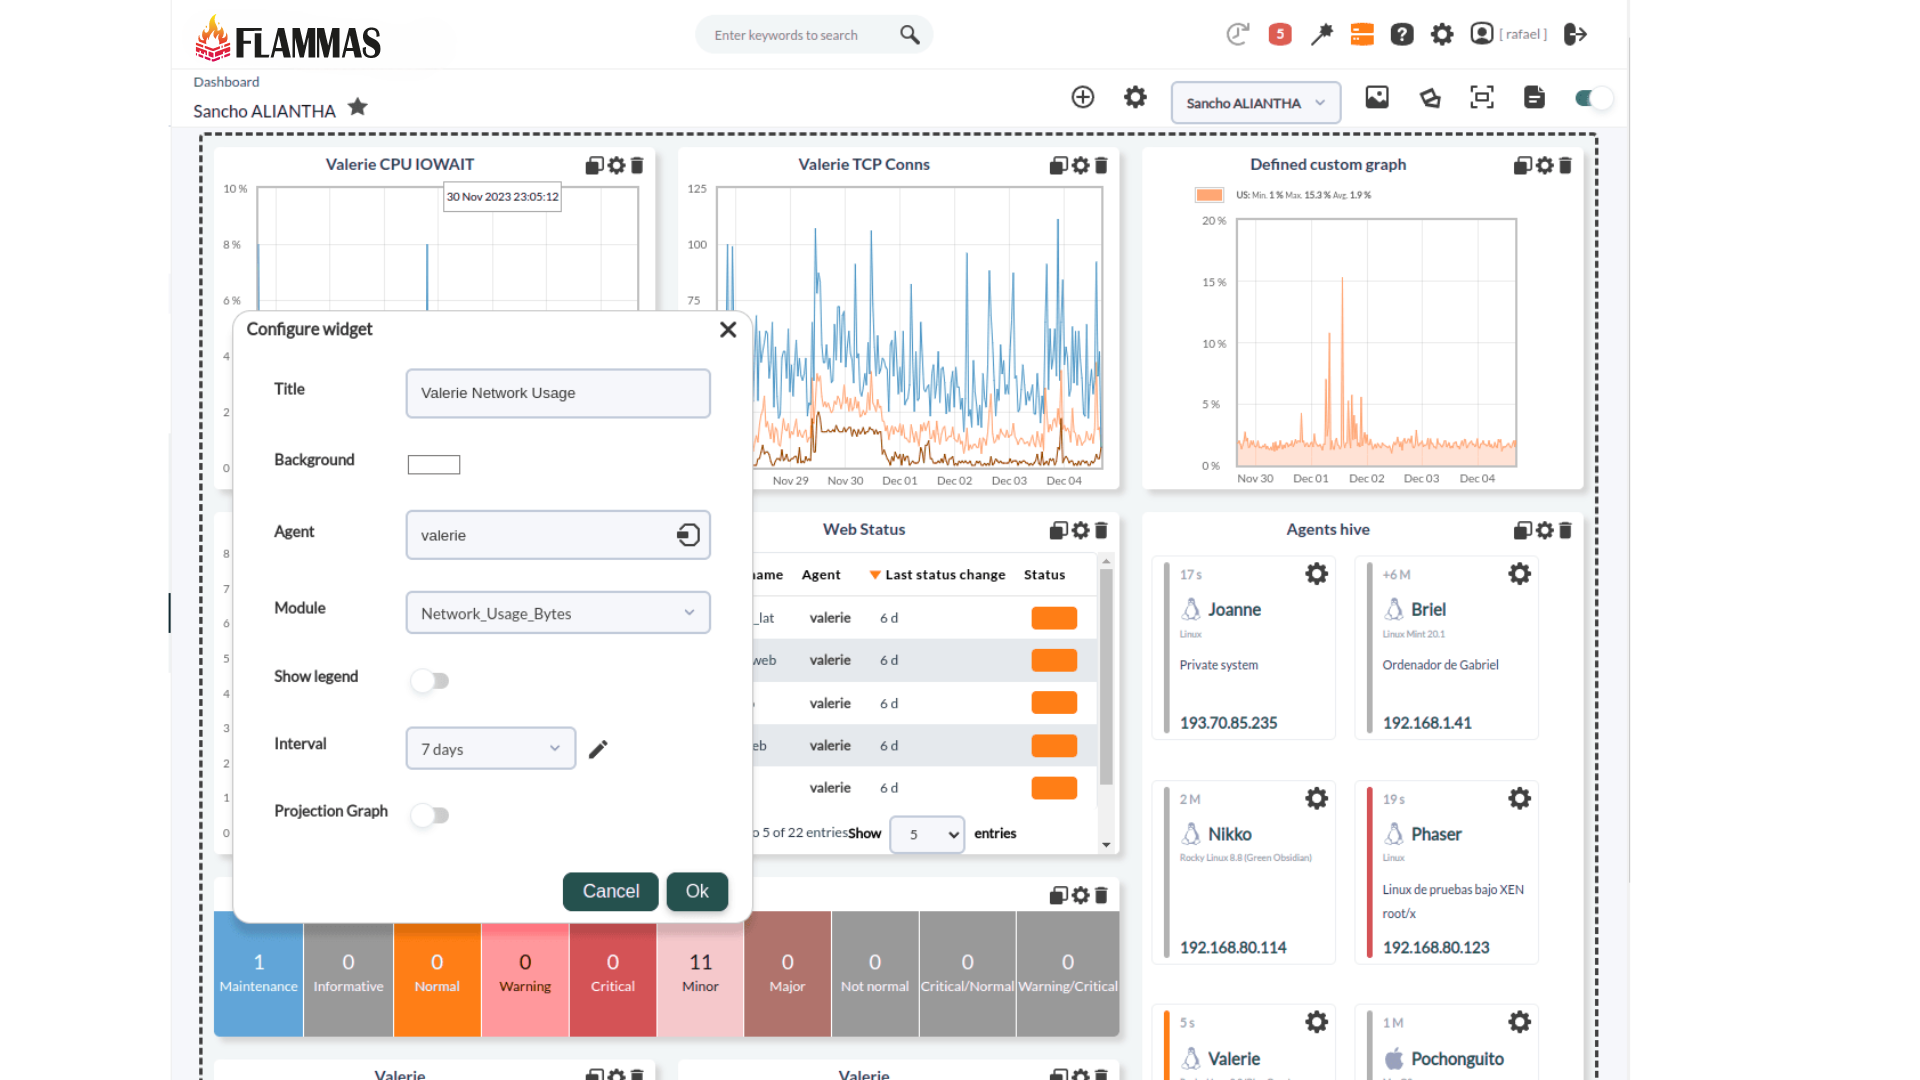 FLAMMAS
Enter keywords to search
5
[ rafael ]
Dashboard
Sancho ALIANTHA
Sancho ALIANTHA
Valerie CPU IOWAIT
10 %
8 %
6 %
4
2
0
30 Nov 2023 23:05:12
Valerie TCP Conns
125
100
75
Nov 29 Nov 30 Dec 01 Dec 02 Dec 03 Dec 04
Defined custom graph
US: Min. 1 % Max. 15.3 % Avg. 1.9 %
20 %
15 %
10 %
5 %
0 %
Nov 30 Dec 01 Dec 02 Dec 03 Dec 04
Configure widget
Title
Valerie Network Usage
Background
Agent
valerie
Module
Network_Usage_Bytes
Show legend
Interval
7 days
Projection Graph
Cancel Ok
8
7
6
5
4
3
2
1
0
Web Status
ame Agent Last status change Status
_lat valerie 6 d
web valerie 6 d
valerie 6 d
eb valerie 6 d
valerie 6 d
o 5 of 22 entries Show 5 entries
Agents hive
17 s
Joanne
Linux
Private system
193.70.85.235
+6 M
Briel
Linux Mint 20.1
Ordenador de Gabriel
192.168.1.41
2 M
Nikko
Rocky Linux 8.8 (Green Obsidian)
192.168.80.114
19 s
Phaser
Linux
Linux de pruebas bajo XEN
root/x
192.168.80.123
5 s
Valerie
1 M
Pochonguito
1 0 0 0 0 11 0 0 0 0
Maintenance Informative Normal Warning Critical Minor Major Not normal Critical/Normal Warning/Critical
Valerie
Valerie